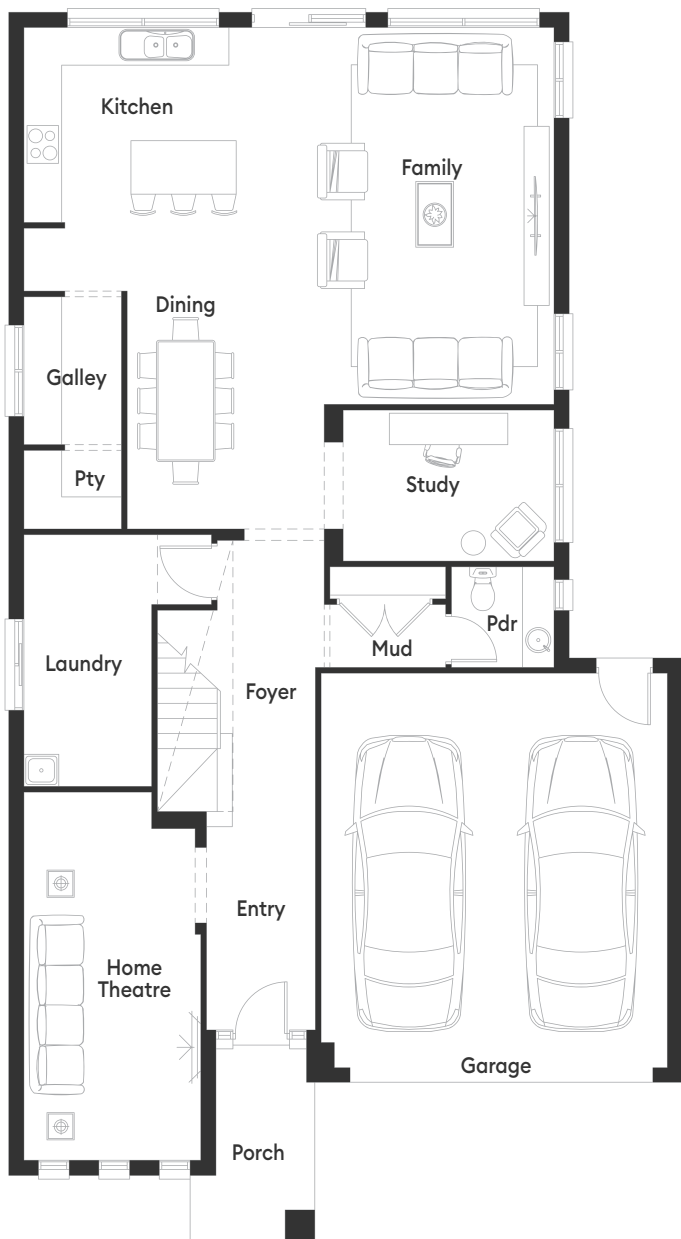 Kitchen
Family
Dining
Galley
Pty
Study
Pdr
Mud
Laundry
Foyer
Entry
Home
Theatre
Garage
Porch